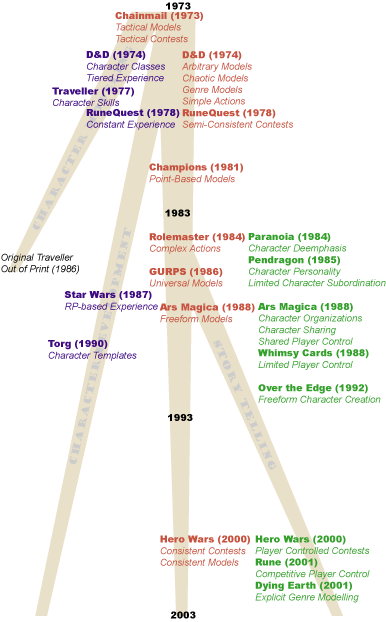 1973
Chainmail (1973)
Tactical Models
Tactical Contests
D&D (1974)
Character Classes
Tiered Experience
D&D (1974)
Arbitrary Models
Chaotic Models
Genre Models
Simple Actions
Traveller (1977)
Character Skills
RuneQuest (1978)
Constant Experience
RuneQuest (1978)
Semi-Consistent Contests
CHARACTER
Champions (1981)
Point-Based Models
1983
Original Traveller
Out of Print (1986)
Rolemaster (1984)
Complex Actions
GURPS (1986)
Universal Models
Paranoia (1984)
Character Deemphasis
Pendragon (1985)
Character Personality
Limited Character Subordination
CHARACTER DEVELOPMENT
Star Wars (1987)
RP-based Experience
Ars Magica (1988)
Freeform Models
Ars Magica (1988)
Character Organizations
Character Sharing
Shared Player Control
Whimsy Cards (1988)
Limited Player Control
Torg (1990)
Character Templates
STORY TELLING
Over the Edge (1992)
Freeform Character Creation
1993
Hero Wars (2000)
Consistent Contests
Consistent Models
Hero Wars (2000)
Player Controlled Contests
Rune (2001)
Competitive Player Control
Dying Earth (2001)
Explicit Genre Modelling
2003